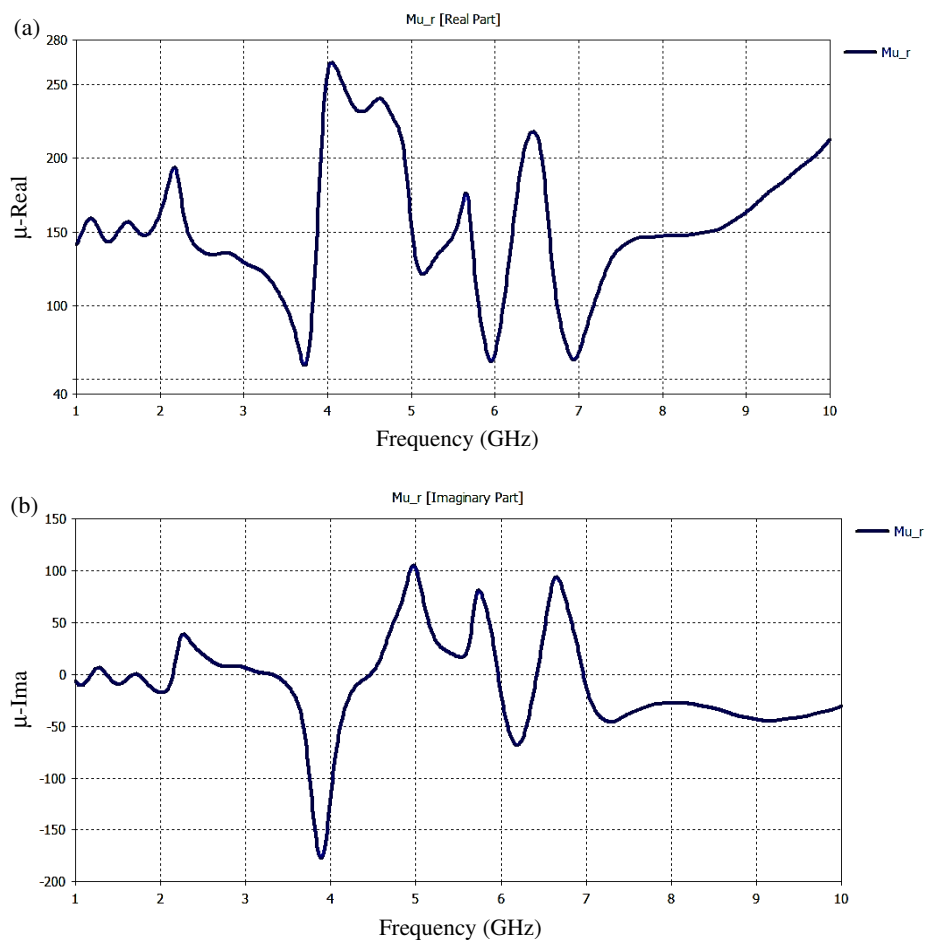 (a)
Mu_r [Real Part]
280
250
200
150
100
40
μ-Real
1 2 3 4 5 6 7 8 9 10
Frequency (GHz)
Mu_r
(b)
Mu_r [Imaginary Part]
150
100
50
0
-50
-100
-150
-200
μ-Ima
1 2 3 4 5 6 7 8 9 10
Frequency (GHz)
Mu_r